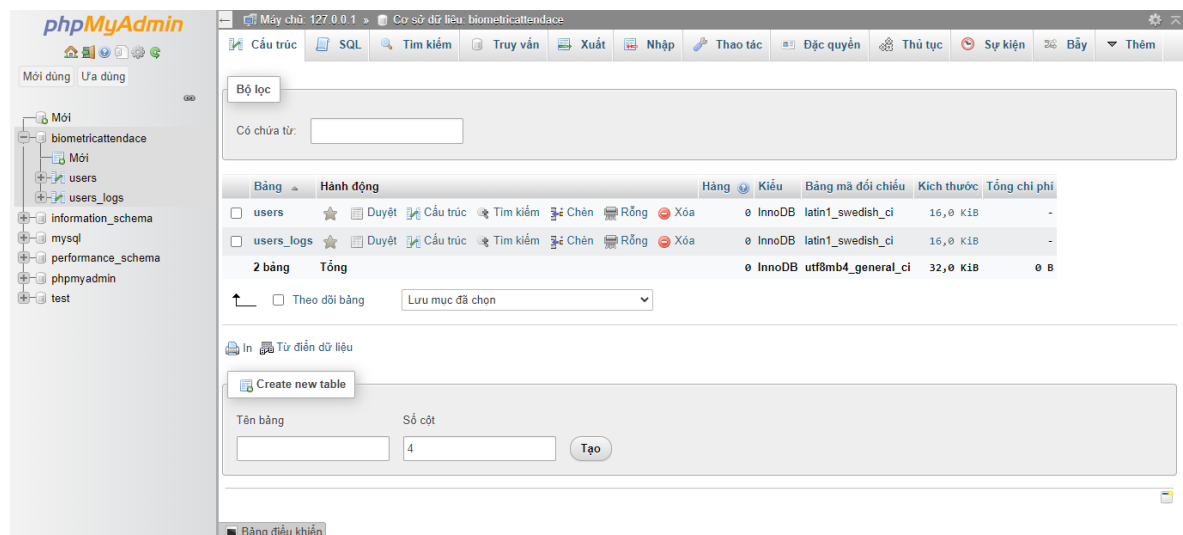 phpMyAdmin
Mới dùng Ưa dùng
Mới
biometricattendace
Mới
users
users_logs
information_schema
mysql
performance_schema
phpmyadmin
test
Máy chủ: 127.0.0.1 » Cơ sở dữ liệu: biometricattendace
Cấu trúc SQL Tìm kiếm Truy vấn Xuất Nhập Thao tác Đặc quyền Thủ tục Sự kiện Bẫy Thêm
Bộ lọc
Có chứa từ:
Bảng Hành động Hàng Kiểu Bảng mã đối chiếu Kích thước Tổng chi phí
users Duyệt Cấu trúc Tìm kiếm Chèn Rỗng Xóa 0 InnoDB latin1_swedish_ci 16,0 KiB -
users_logs Duyệt Cấu trúc Tìm kiếm Chèn Rỗng Xóa 0 InnoDB latin1_swedish_ci 16,0 KiB -
2 bảng Tổng 0 InnoDB utf8mb4_general_ci 32,0 KiB 0 B
Theo dõi bảng Lưu mục đã chọn
In Từ điển dữ liệu
Create new table
Tên bảng Số cột
4 Tạo
Bảng điều khiển